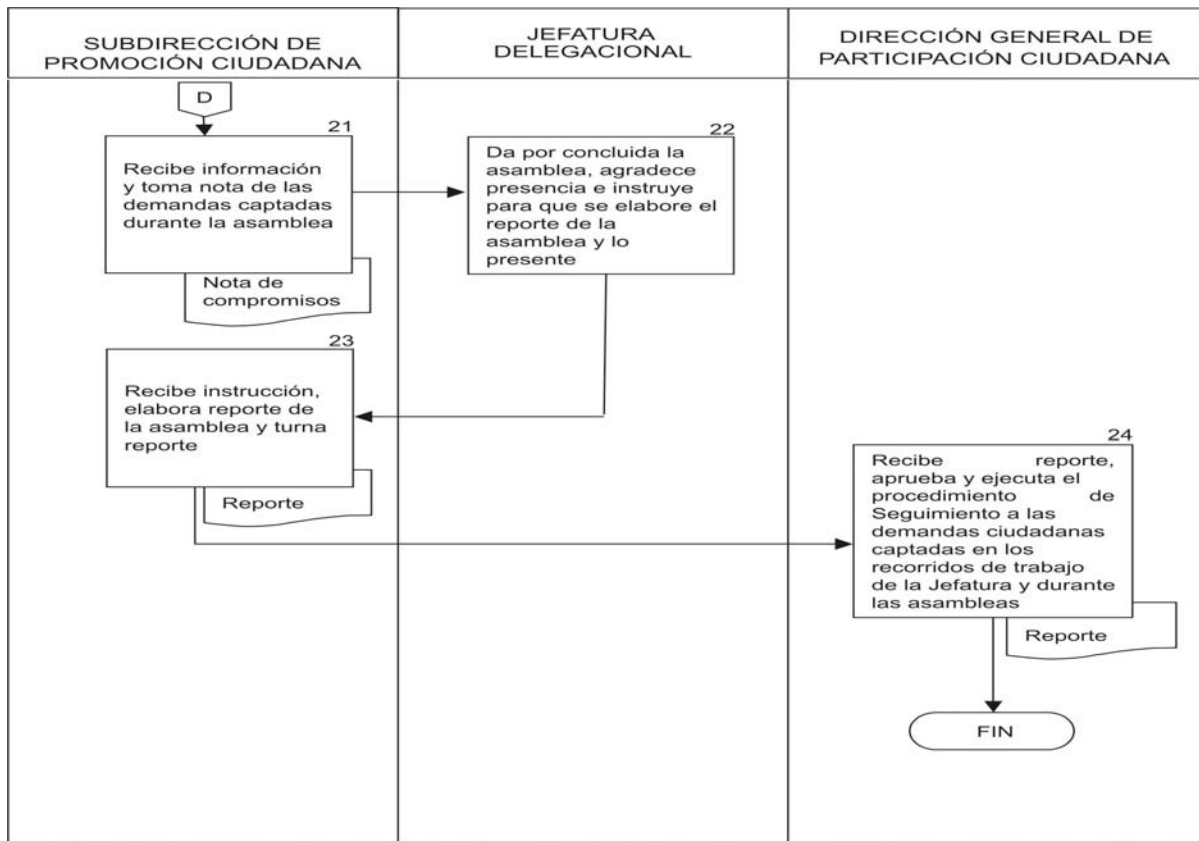 SUBDIRECCIÓN DE
PROMOCIÓN CIUDADANA
JEFATURA
DELEGACIONAL
DIRECCIÓN GENERAL DE
PARTICIPACIÓN CIUDADANA
D
21
Recibe información
y toma nota de las
demandas captadas
durante la asamblea
Nota de
compromisos
22
Da por concluida la
asamblea, agradece
presencia e instruye
para que se elabore el
reporte de la
asamblea y lo
presente
23
Recibe instrucción,
elabora reporte de
la asamblea y turna
reporte
Reporte
24
Recibe reporte,
aprueba y ejecuta el
procedimiento de
Seguimiento a las
demandas ciudadanas
captadas en los
recorridos de trabajo
de la Jefatura y durante
las asambleas
Reporte
FIN